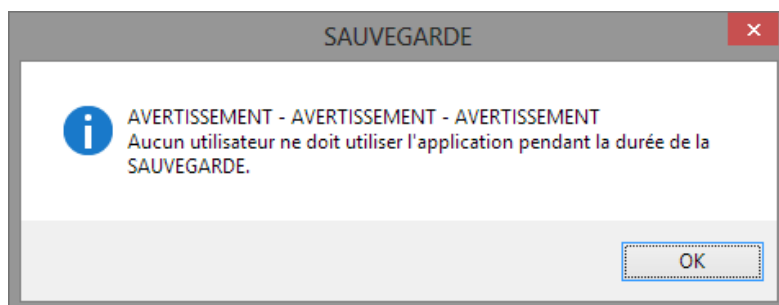 SAUVEGARDE
AVERTISSEMENT - AVERTISSEMENT - AVERTISSEMENT
Aucun utilisateur ne doit utiliser l'application pendant la durée de la
SAUVEGARDE.
OK